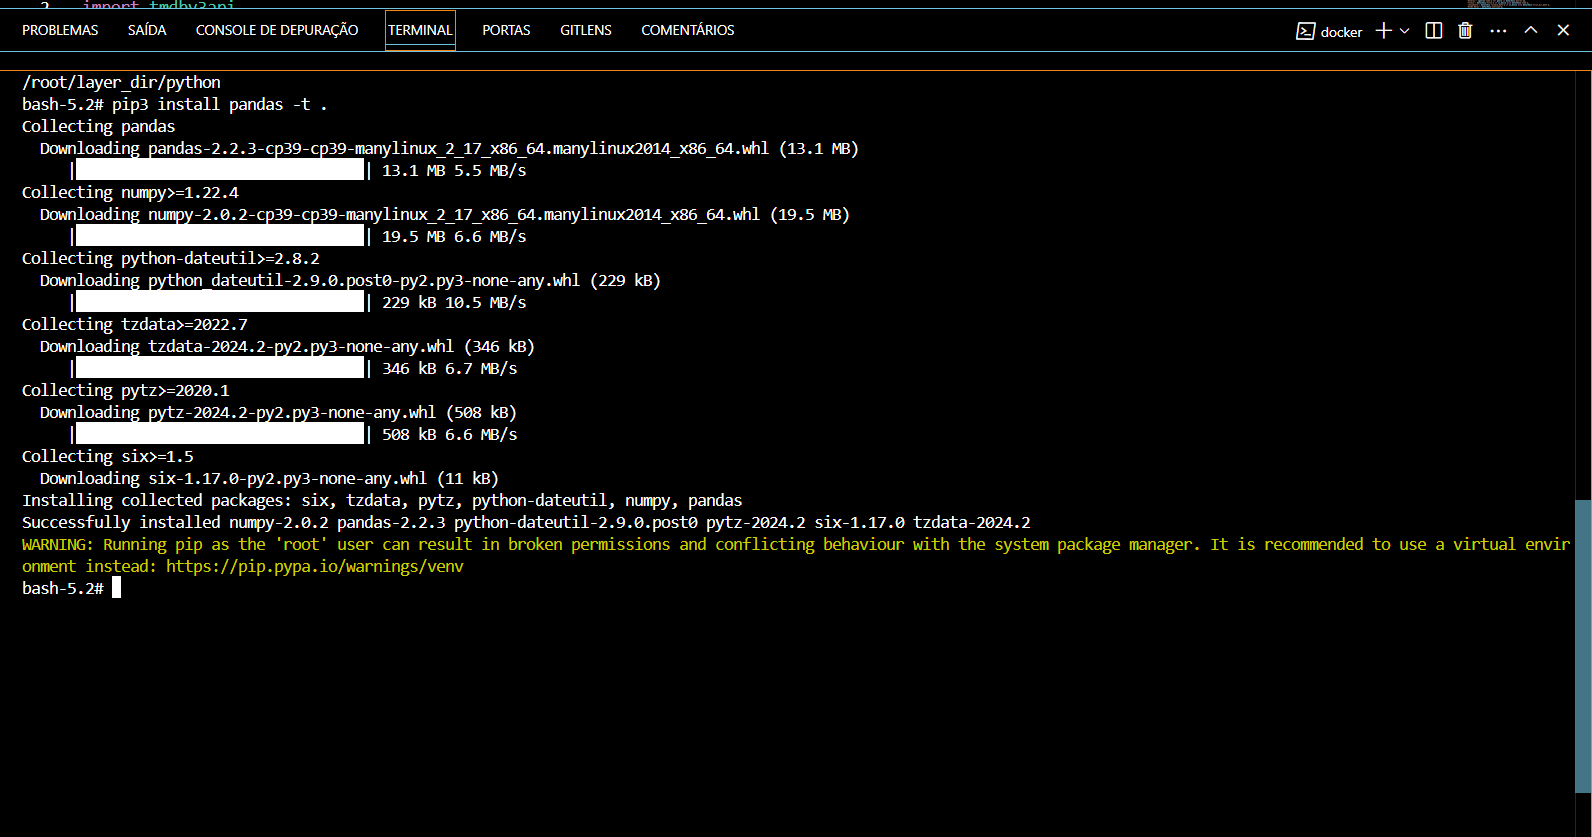 2 import tmdbv3api
PROBLEMAS SAÍDA CONSOLE DE DEPURAÇÃO TERMINAL PORTAS GITLENS COMENTÁRIOS docker
/root/layer_dir/python
bash-5.2# pip3 install pandas -t .
Collecting pandas
Downloading pandas-2.2.3-cp39-cp39-manylinux_2_17_x86_64.manylinux2014_x86_64.whl (13.1 MB)
| | 13.1 MB 5.5 MB/s
Collecting numpy>=1.22.4
Downloading numpy-2.0.2-cp39-cp39-manylinux_2_17_x86_64.manylinux2014_x86_64.whl (19.5 MB)
| | 19.5 MB 6.6 MB/s
Collecting python-dateutil>=2.8.2
Downloading python_dateutil-2.9.0.post0-py2.py3-none-any.whl (229 kB)
| | 229 kB 10.5 MB/s
Collecting tzdata>=2022.7
Downloading tzdata-2024.2-py2.py3-none-any.whl (346 kB)
| | 346 kB 6.7 MB/s
Collecting pytz>=2020.1
Downloading pytz-2024.2-py2.py3-none-any.whl (508 kB)
| | 508 kB 6.6 MB/s
Collecting six>=1.5
Downloading six-1.17.0-py2.py3-none-any.whl (11 kB)
Installing collected packages: six, tzdata, pytz, python-dateutil, numpy, pandas
Successfully installed numpy-2.0.2 pandas-2.2.3 python-dateutil-2.9.0.post0 pytz-2024.2 six-1.17.0 tzdata-2024.2
WARNING: Running pip as the 'root' user can result in broken permissions and conflicting behaviour with the system package manager. It is recommended to use a virtual envir
onment instead: https://pip.pypa.io/warnings/venv
bash-5.2#